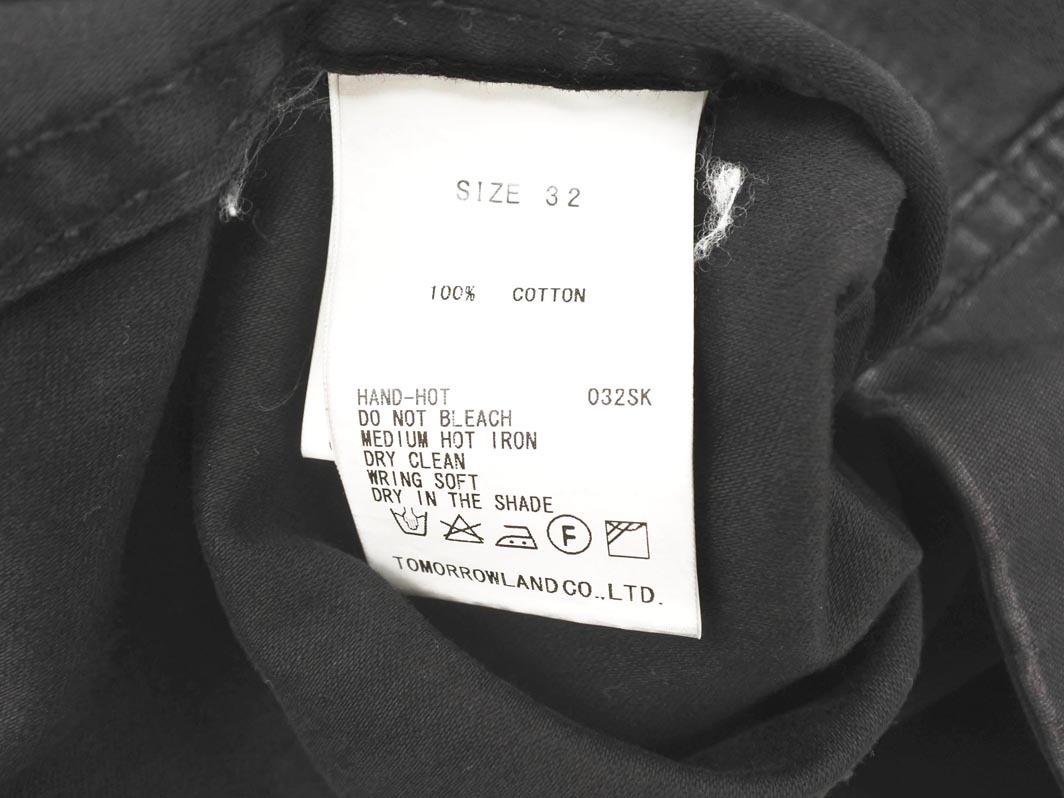 SIZE 32
100% COTTON
HAND-HOT 032SK
DO NOT BLEACH
MEDIUM HOT IRON
DRY CLEAN
WRING SOFT
DRY IN THE SHADE
F
TOMORROWLAND CO.,LTD.